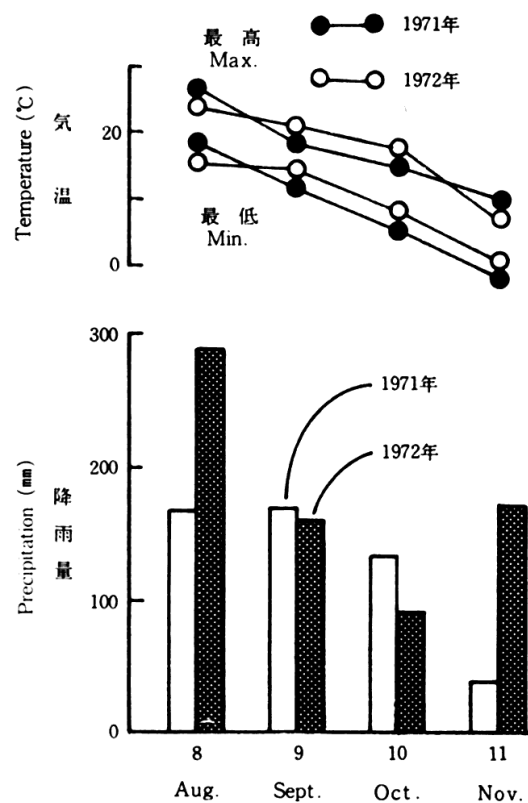 最高
Max.
1971年
1972年
Temperature (℃)
気温
20
0
最低
Min.
300
200
100
0
Precipitation (mm)
降雨量
1971年
1972年
8
9
10
11
Aug.
Sept.
Oct.
Nov.